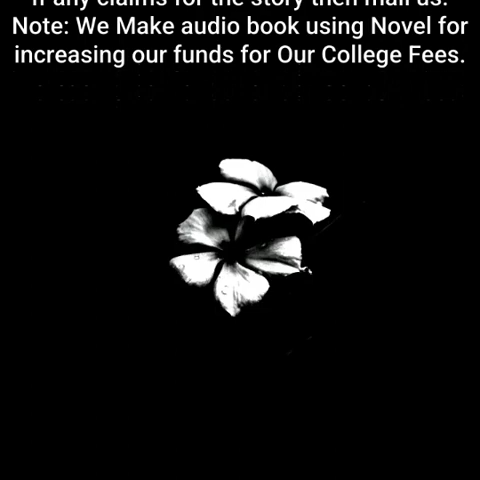 If any claims for the story then mail us.
Note: We Make audio book using Novel for
increasing our funds for Our College Fees.